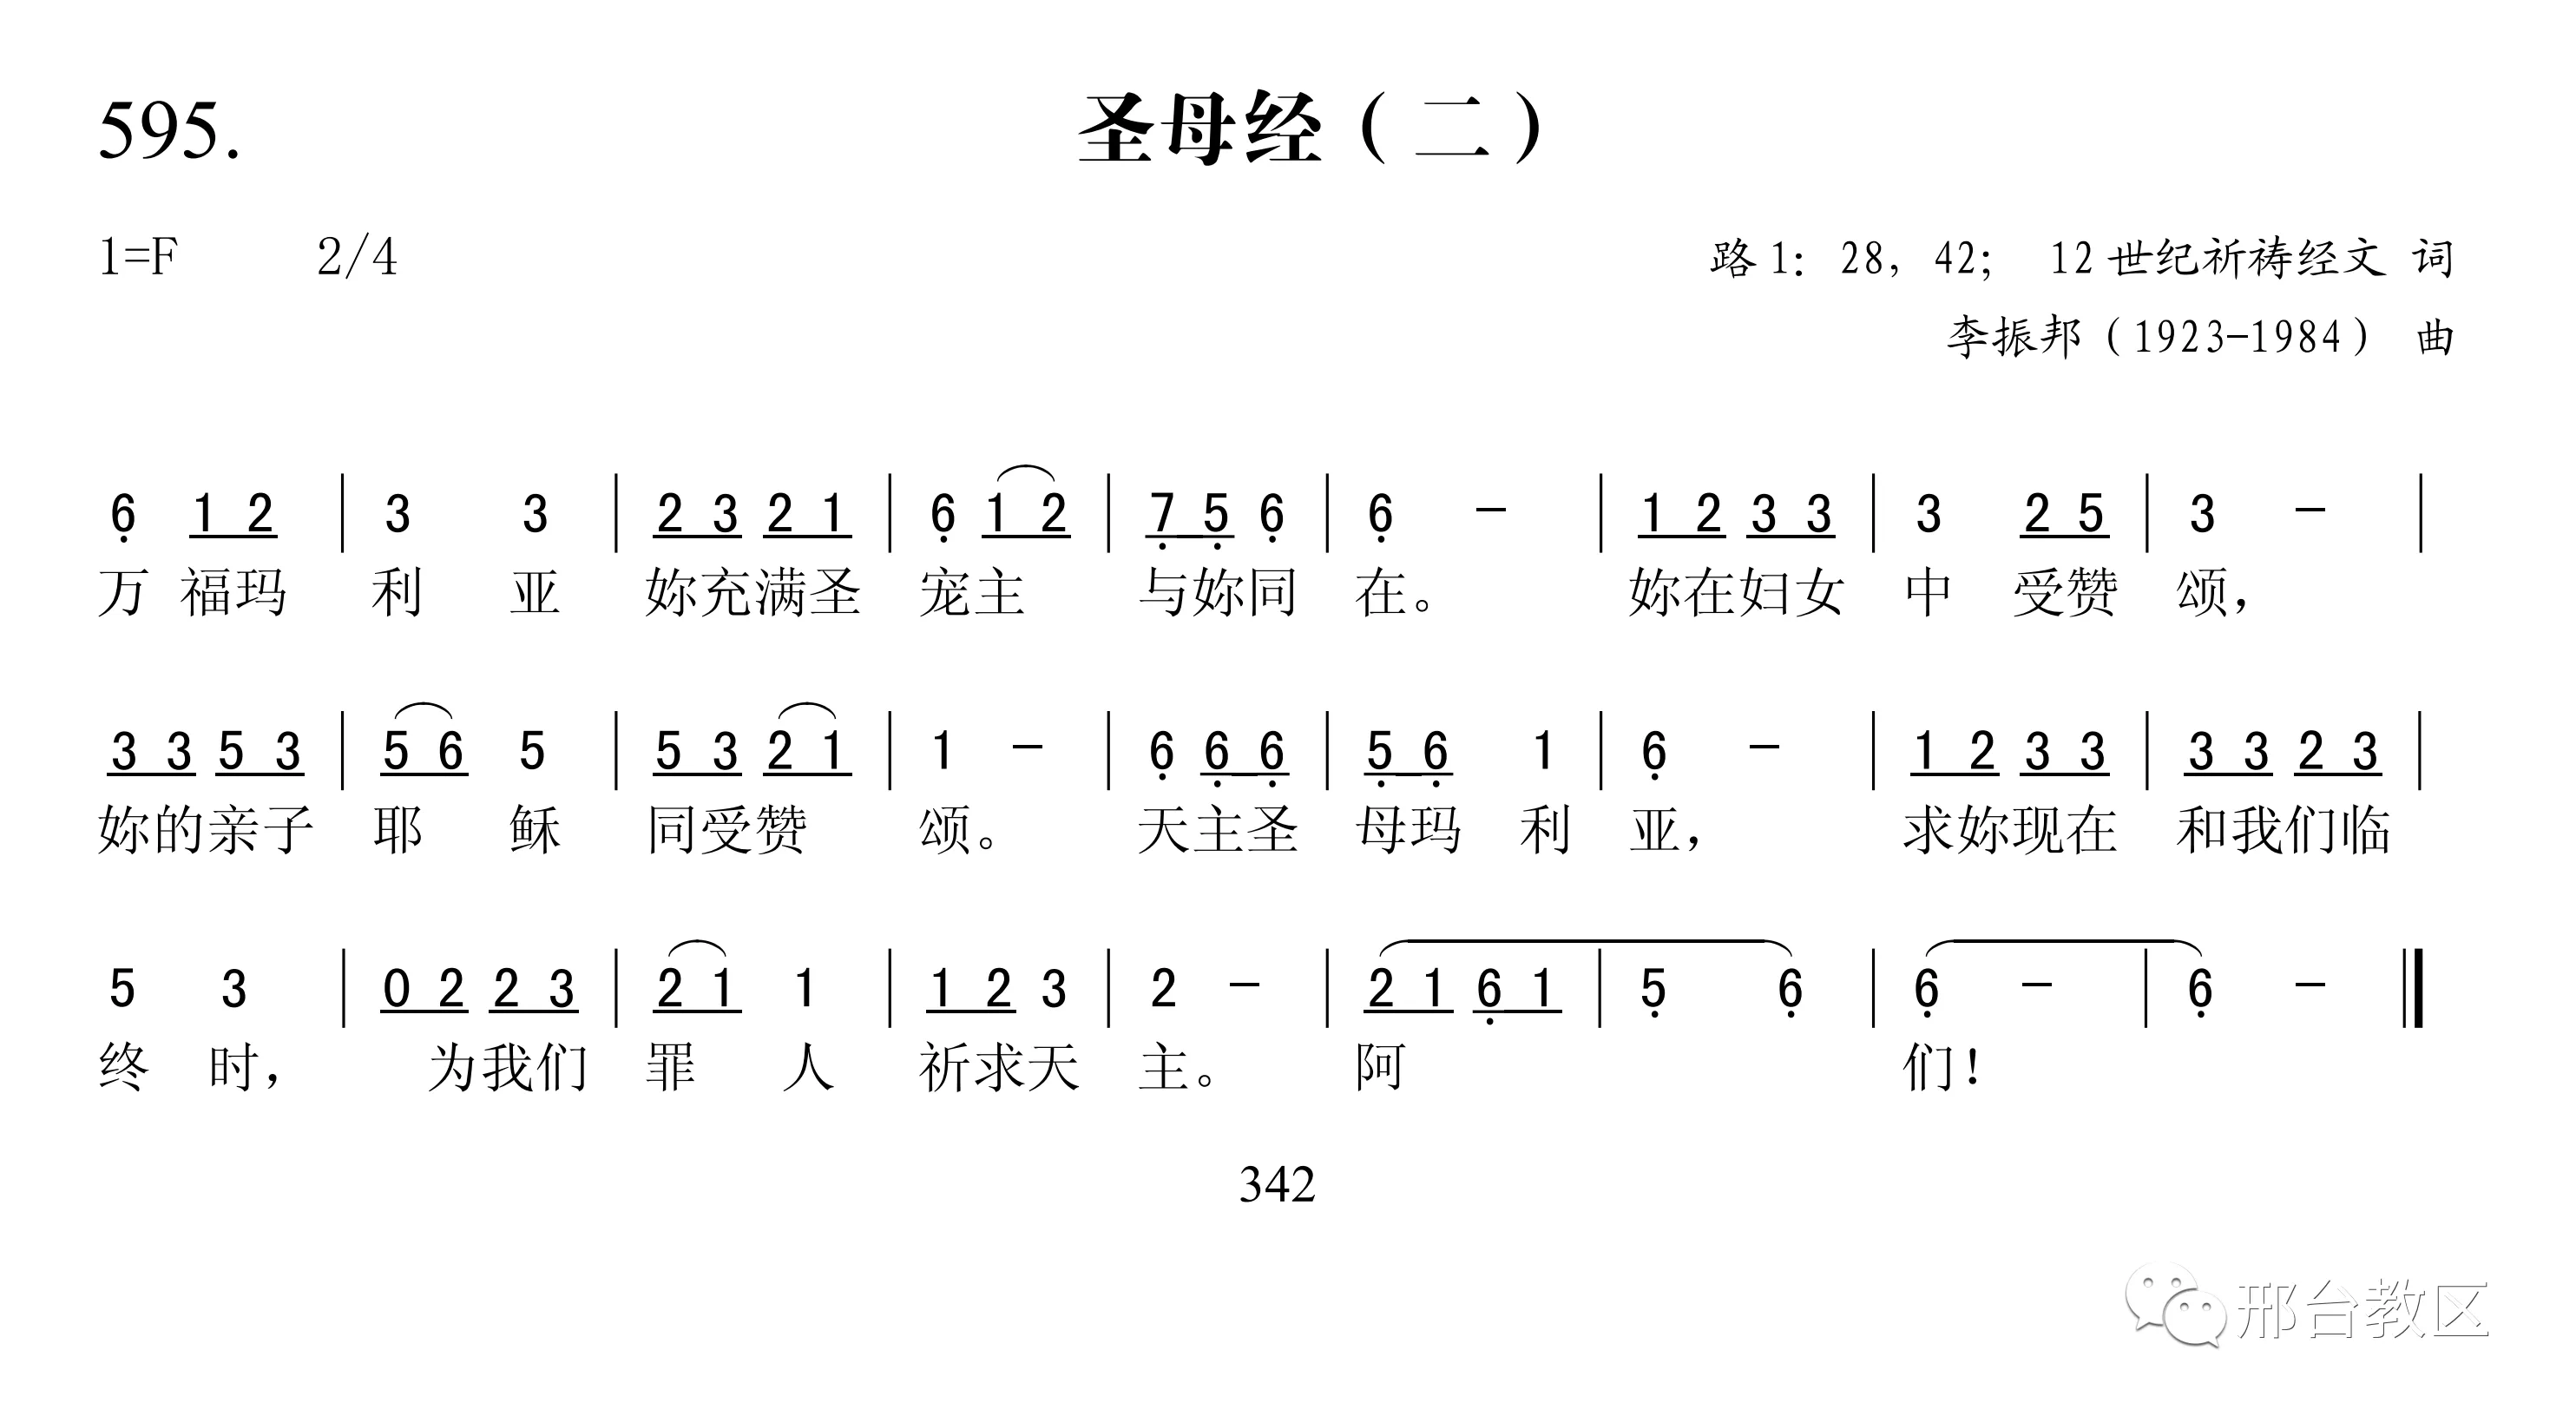 595. 圣母经（二）
1=F 2/4 路1：28，42； 12世纪祈祷经文 词
李振邦（1923-1984） 曲
6̣ 1 2 | 3 3 | 2 3 2 1 | 6̣ 1 2 | 7̣ 5̣ 6̣ | 6̣ - | 1 2 3 3 | 3 2 5 | 3 - |
万 福玛 利 亚 妳充满圣 宠主 与妳同 在。 妳在妇女 中 受赞 颂，
3 3 5 3 | 5 6 5 | 5 3 2 1 | 1 - | 6̣ 6̣ 6̣ | 5̣ 6̣ 1 | 6̣ - | 1 2 3 3 | 3 3 2 3 |
妳的亲子 耶 稣 同受赞 颂。 天主圣 母玛 利 亚， 求妳现在 和我们临
5 3 | 0 2 2 3 | 2 1 1 | 1 2 3 | 2 - | 2 1 6̣ 1 | 5̣ 6̣ | 6̣ - | 6̣ - ‖
终 时， 为我们 罪 人 祈求天 主。 阿 们！
342
邢台教区